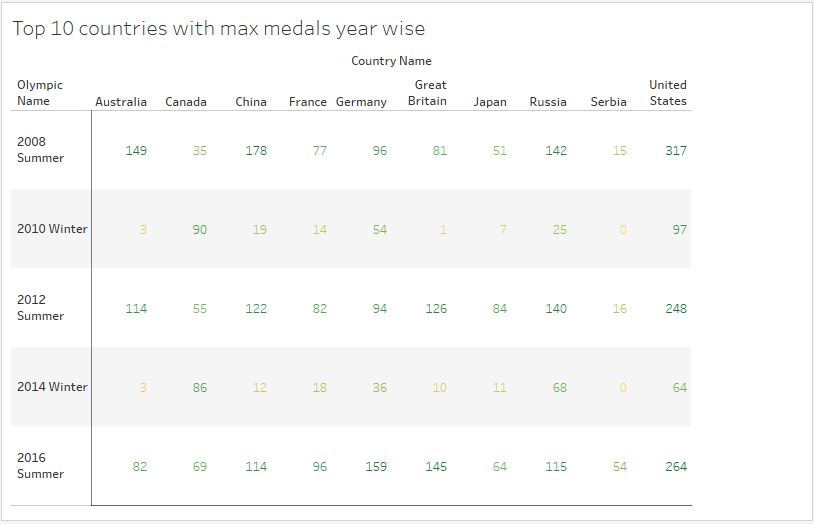 Top 10 countries with max medals year wise
Country Name
Olympic Name Australia Canada China France Germany Great Britain Japan Russia Serbia United States
2008 Summer 149 35 178 77 96 81 51 142 15 317
2010 Winter 3 90 19 14 54 1 7 25 0 97
2012 Summer 114 55 122 82 94 126 84 140 16 248
2014 Winter 3 86 12 18 36 10 11 68 0 64
2016 Summer 82 69 114 96 159 145 64 115 54 264